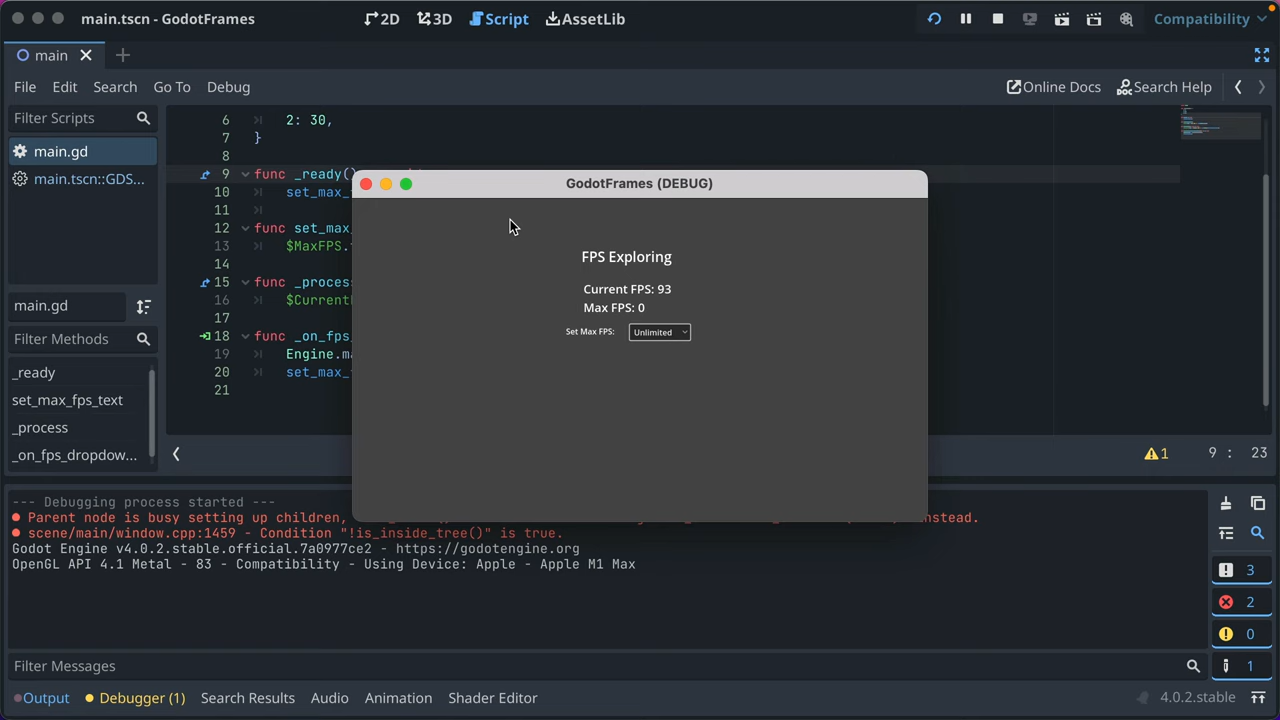 main.tscn - GodotFrames
2D 3D Script AssetLib
Compatibility
main
File Edit Search Go To Debug
Online Docs Search Help
Filter Scripts
main.gd
main.tscn::GDS...
main.gd
Filter Methods
_ready
set_max_fps_text
_process
_on_fps_dropdow...
6 2: 30,
7 }
8
9 func _ready()
10 set_max_
11
12 func set_max_
13 $MaxFPS.
14
15 func _process
16 $Current
18 func _on_fps_
19 Engine.ma
20 set_max_
21
GodotFrames (DEBUG)
FPS Exploring
Current FPS: 93
Max FPS: 0
Set Max FPS: Unlimited
1 9 : 23
--- Debugging process started ---
Parent node is busy setting up children, instead.
scene/main/window.cpp:1459 - Condition "!is_inside_tree()" is true.
Godot Engine v4.0.2.stable.official.7a0977ce2 - https://godotengine.org
OpenGL API 4.1 Metal - 83 - Compatibility - Using Device: Apple - Apple M1 Max
3
2
0
1
Filter Messages
Output Debugger (1) Search Results Audio Animation Shader Editor
4.0.2.stable